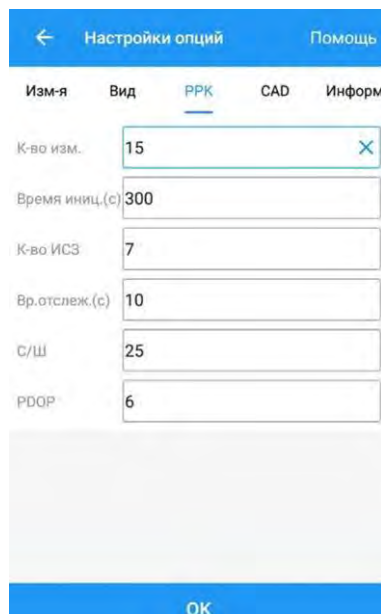 ← Настройки опций Помощь
Изм-я Вид PPK CAD Информ
К-во изм. 15 ×
Время иниц.(с) 300
К-во ИСЗ 7
Вр.отслеж.(с) 10
С/Ш 25
PDOP 6
OK